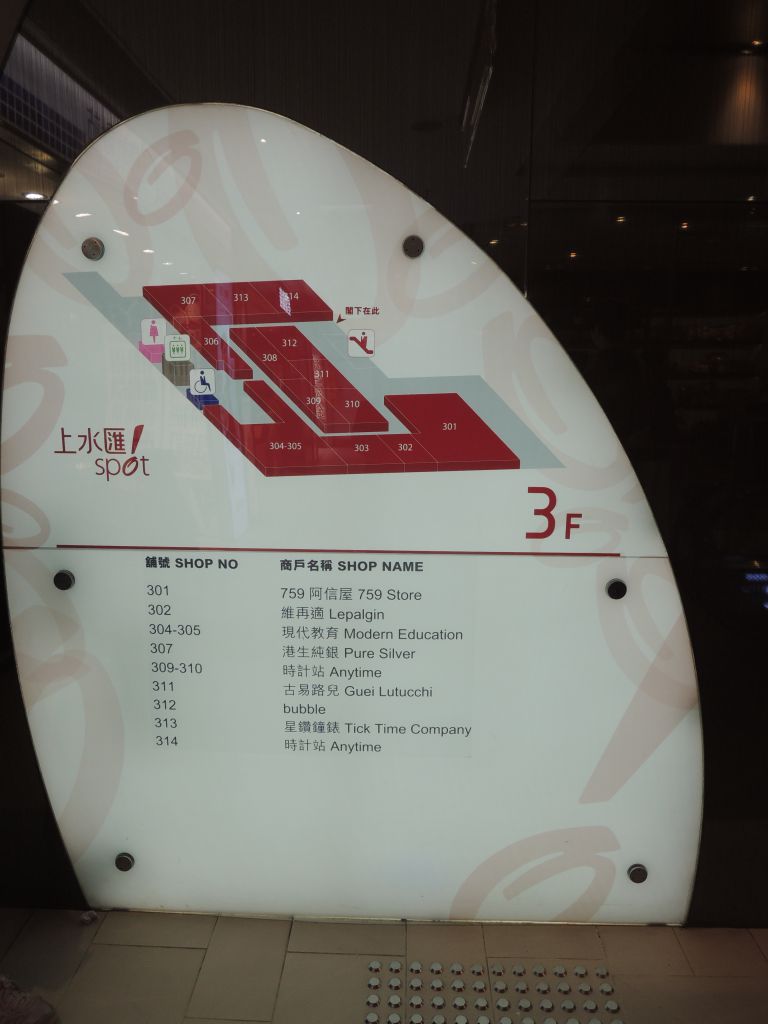 307
313
314
閣下在此
306
312
308
311
309
310
301
304-305
303
302
上水匯
spot
3F
舖號 SHOP NO 商戶名稱 SHOP NAME
301 759 阿信屋 759 Store
302 維再適 Lepalgin
304-305 現代教育 Modern Education
307 港生純銀 Pure Silver
309-310 時計站 Anytime
311 古易路兒 Guei Lutucchi
312 bubble
313 星鑽鐘錶 Tick Time Company
314 時計站 Anytime